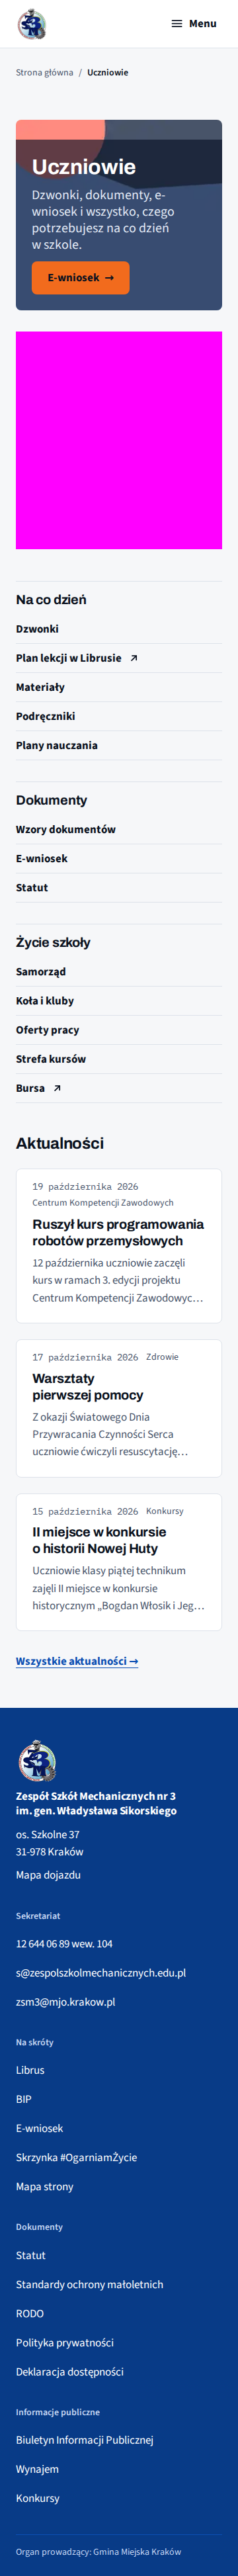 Menu
Strona główna / Uczniowie
Uczniowie
Dzwonki, dokumenty, e-
wniosek i wszystko, czego
potrzebujesz na co dzień
w szkole.
E-wniosek →
Na co dzień
Dzwonki
Plan lekcji w Librusie ↗
Materiały
Podręczniki
Plany nauczania
Dokumenty
Wzory dokumentów
E-wniosek
Statut
Życie szkoły
Samorząd
Koła i kluby
Oferty pracy
Strefa kursów
Bursa ↗
Aktualności
19 października 2026
Centrum Kompetencji Zawodowych
Ruszył kurs programowania
robotów przemysłowych
12 października uczniowie zaczęli
kurs w ramach 3. edycji projektu
Centrum Kompetencji Zawodowyc…
17 października 2026 Zdrowie
Warsztaty
pierwszej pomocy
Z okazji Światowego Dnia
Przywracania Czynności Serca
uczniowie ćwiczyli resuscytację…
15 października 2026 Konkursy
II miejsce w konkursie
o historii Nowej Huty
Uczniowie klasy piątej technikum
zajęli II miejsce w konkursie
historycznym „Bogdan Włosik i Jeg…
Wszystkie aktualności →
Zespół Szkół Mechanicznych nr 3
im. gen. Władysława Sikorskiego
os. Szkolne 37
31-978 Kraków
Mapa dojazdu
Sekretariat
12 644 06 89 wew. 104
s@zespolszkolmechanicznych.edu.pl
zsm3@mjo.krakow.pl
Na skróty
Librus
BIP
E-wniosek
Skrzynka #OgarniamŻycie
Mapa strony
Dokumenty
Statut
Standardy ochrony małoletnich
RODO
Polityka prywatności
Deklaracja dostępności
Informacje publiczne
Biuletyn Informacji Publicznej
Wynajem
Konkursy
Organ prowadzący: Gmina Miejska Kraków